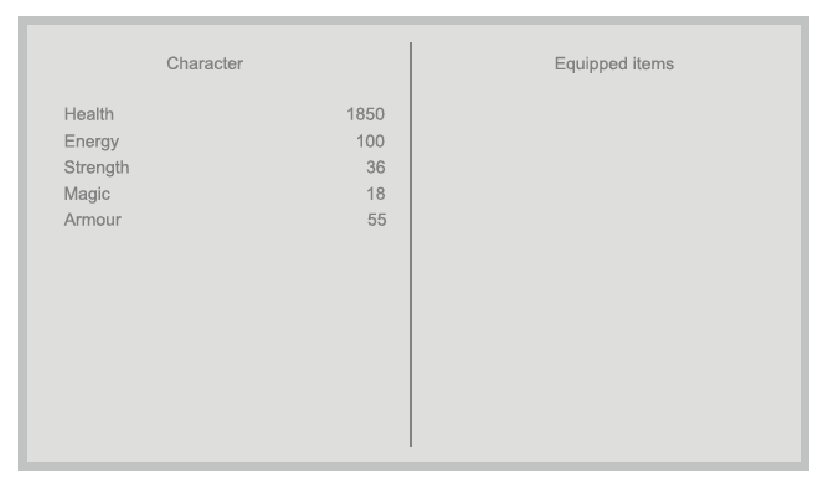 Character
Health 1850
Energy 100
Strength 36
Magic 18
Armour 55
Equipped items